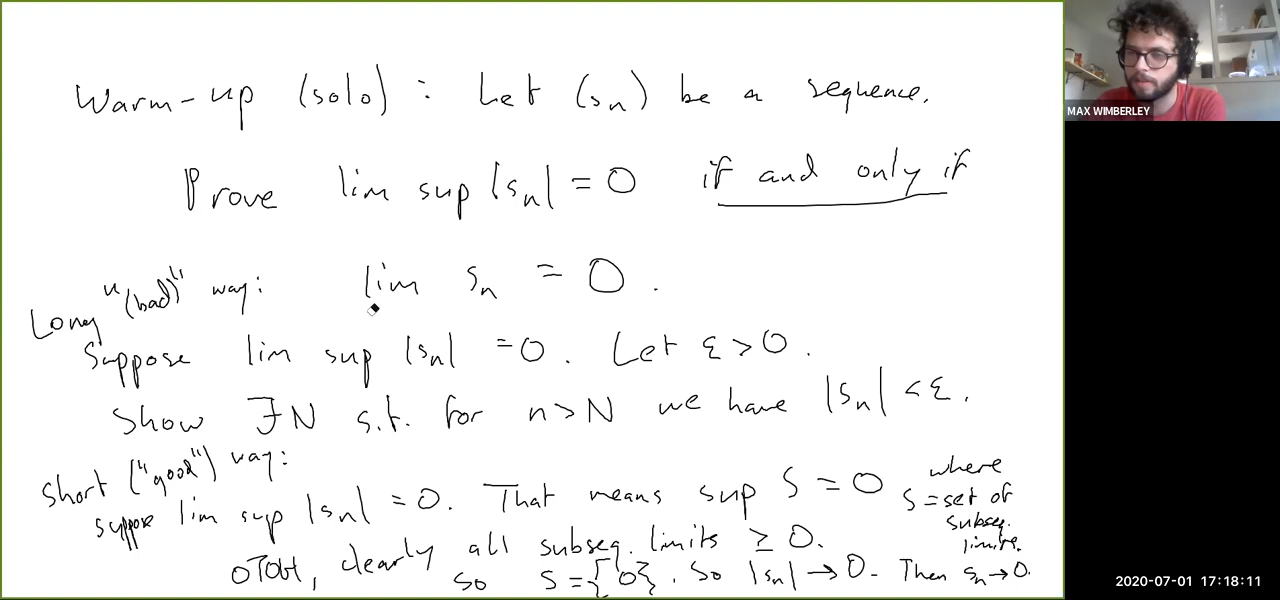 Warm-up (solo): Let (sn) be a sequence.
Prove lim sup |sn| = 0 if and only if
lim sn = 0.
Long "(bad)" way:
Suppose lim sup |sn| = 0. Let ε > 0.
Show ∃N s.t. for n > N we have |sn| < ε.
Short ("good") way:
suppose lim sup |sn| = 0. That means sup S = 0
where
S = set of
subseq.
limits.
OTOH, clearly all subseq. limits ≥ 0.
So S = {0}. So |sn| → 0. Then sn → 0.
MAX WIMBERLEY
2020-07-01 17:18:11